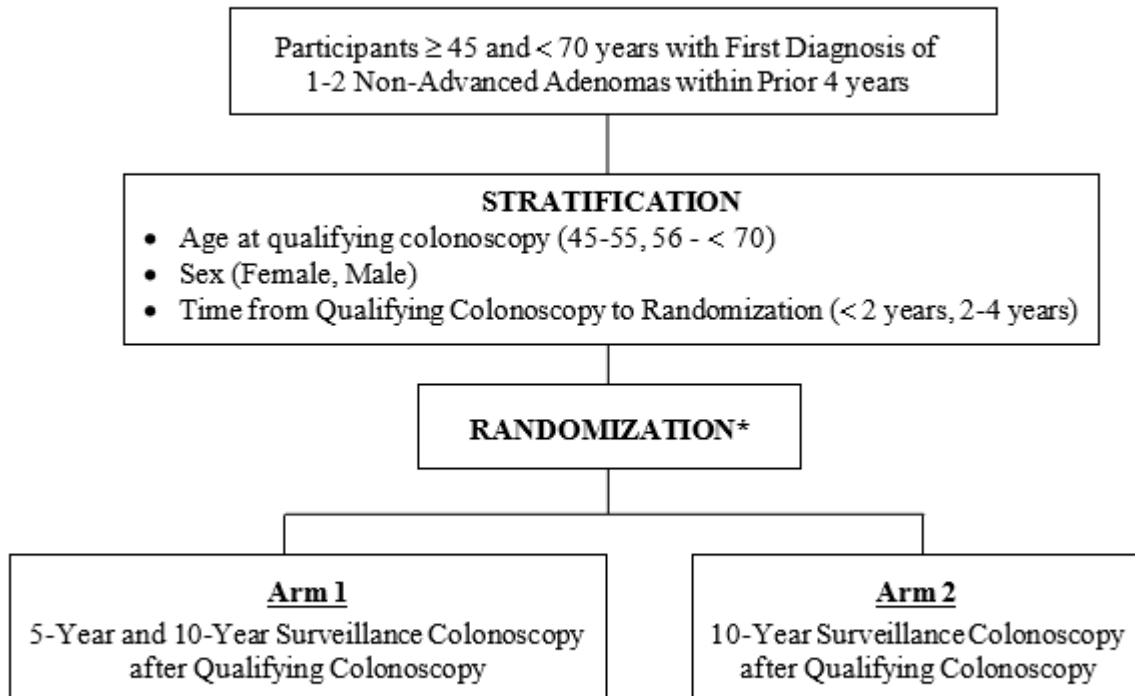 Participants ≥ 45 and < 70 years with First Diagnosis of
1-2 Non-Advanced Adenomas within Prior 4 years
STRATIFICATION
• Age at qualifying colonoscopy (45-55, 56 - < 70)
• Sex (Female, Male)
• Time from Qualifying Colonoscopy to Randomization (< 2 years, 2-4 years)
RANDOMIZATION*
Arm 1
5-Year and 10-Year Surveillance Colonoscopy
after Qualifying Colonoscopy
Arm 2
10-Year Surveillance Colonoscopy
after Qualifying Colonoscopy